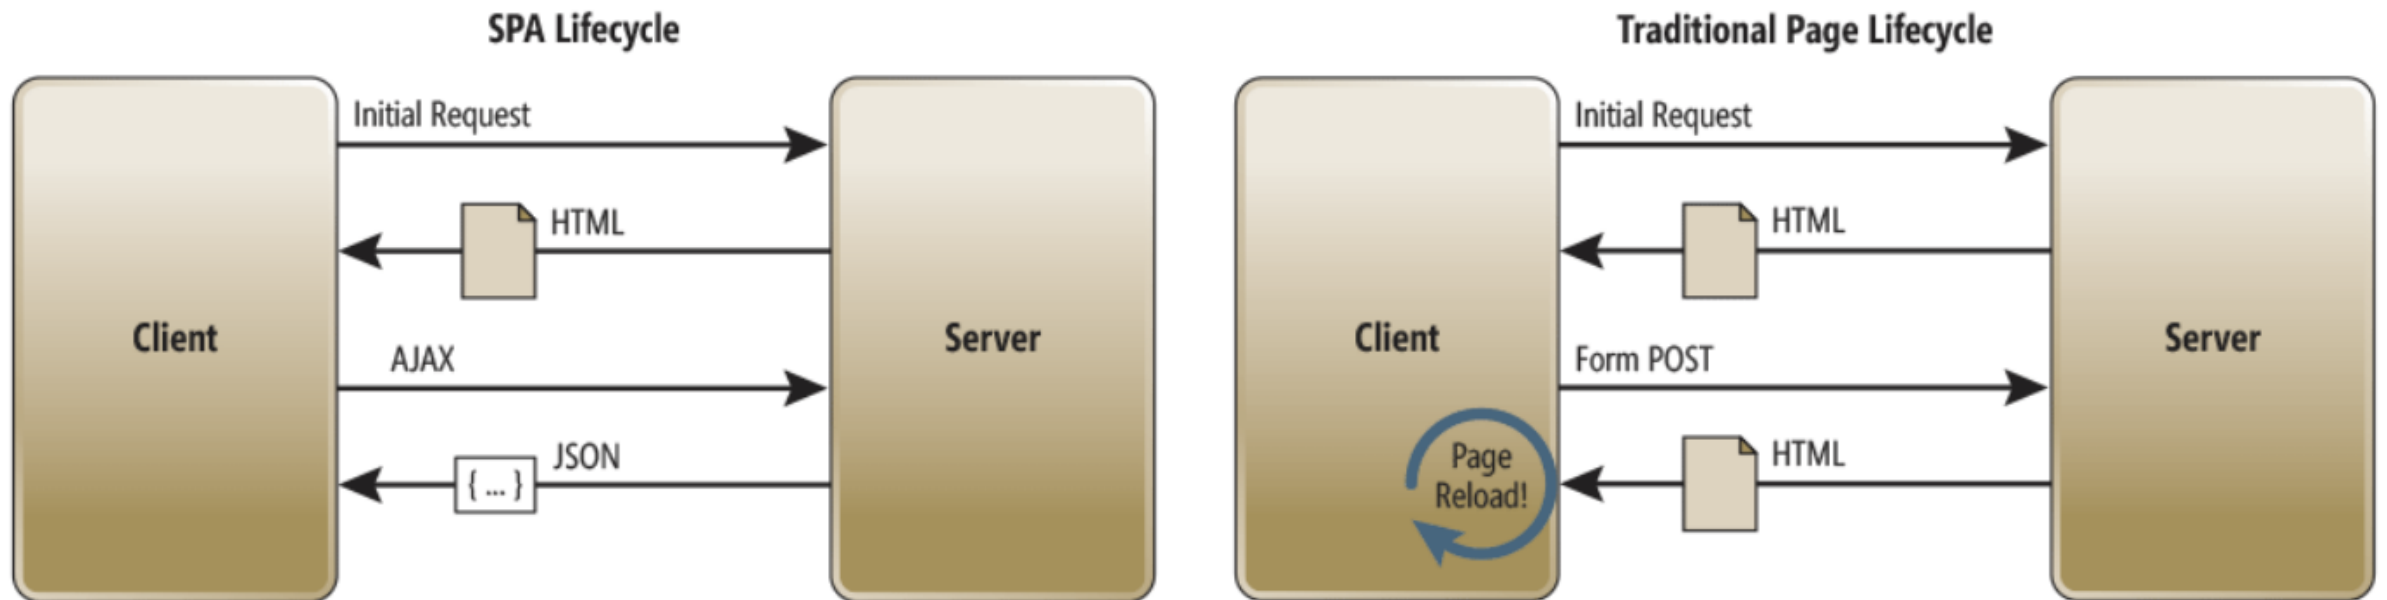 SPA Lifecycle
Client
Initial Request
HTML
AJAX
JSON
{ ... }
Server
Traditional Page Lifecycle
Client
Initial Request
HTML
Form POST
HTML
Page
Reload!
Server